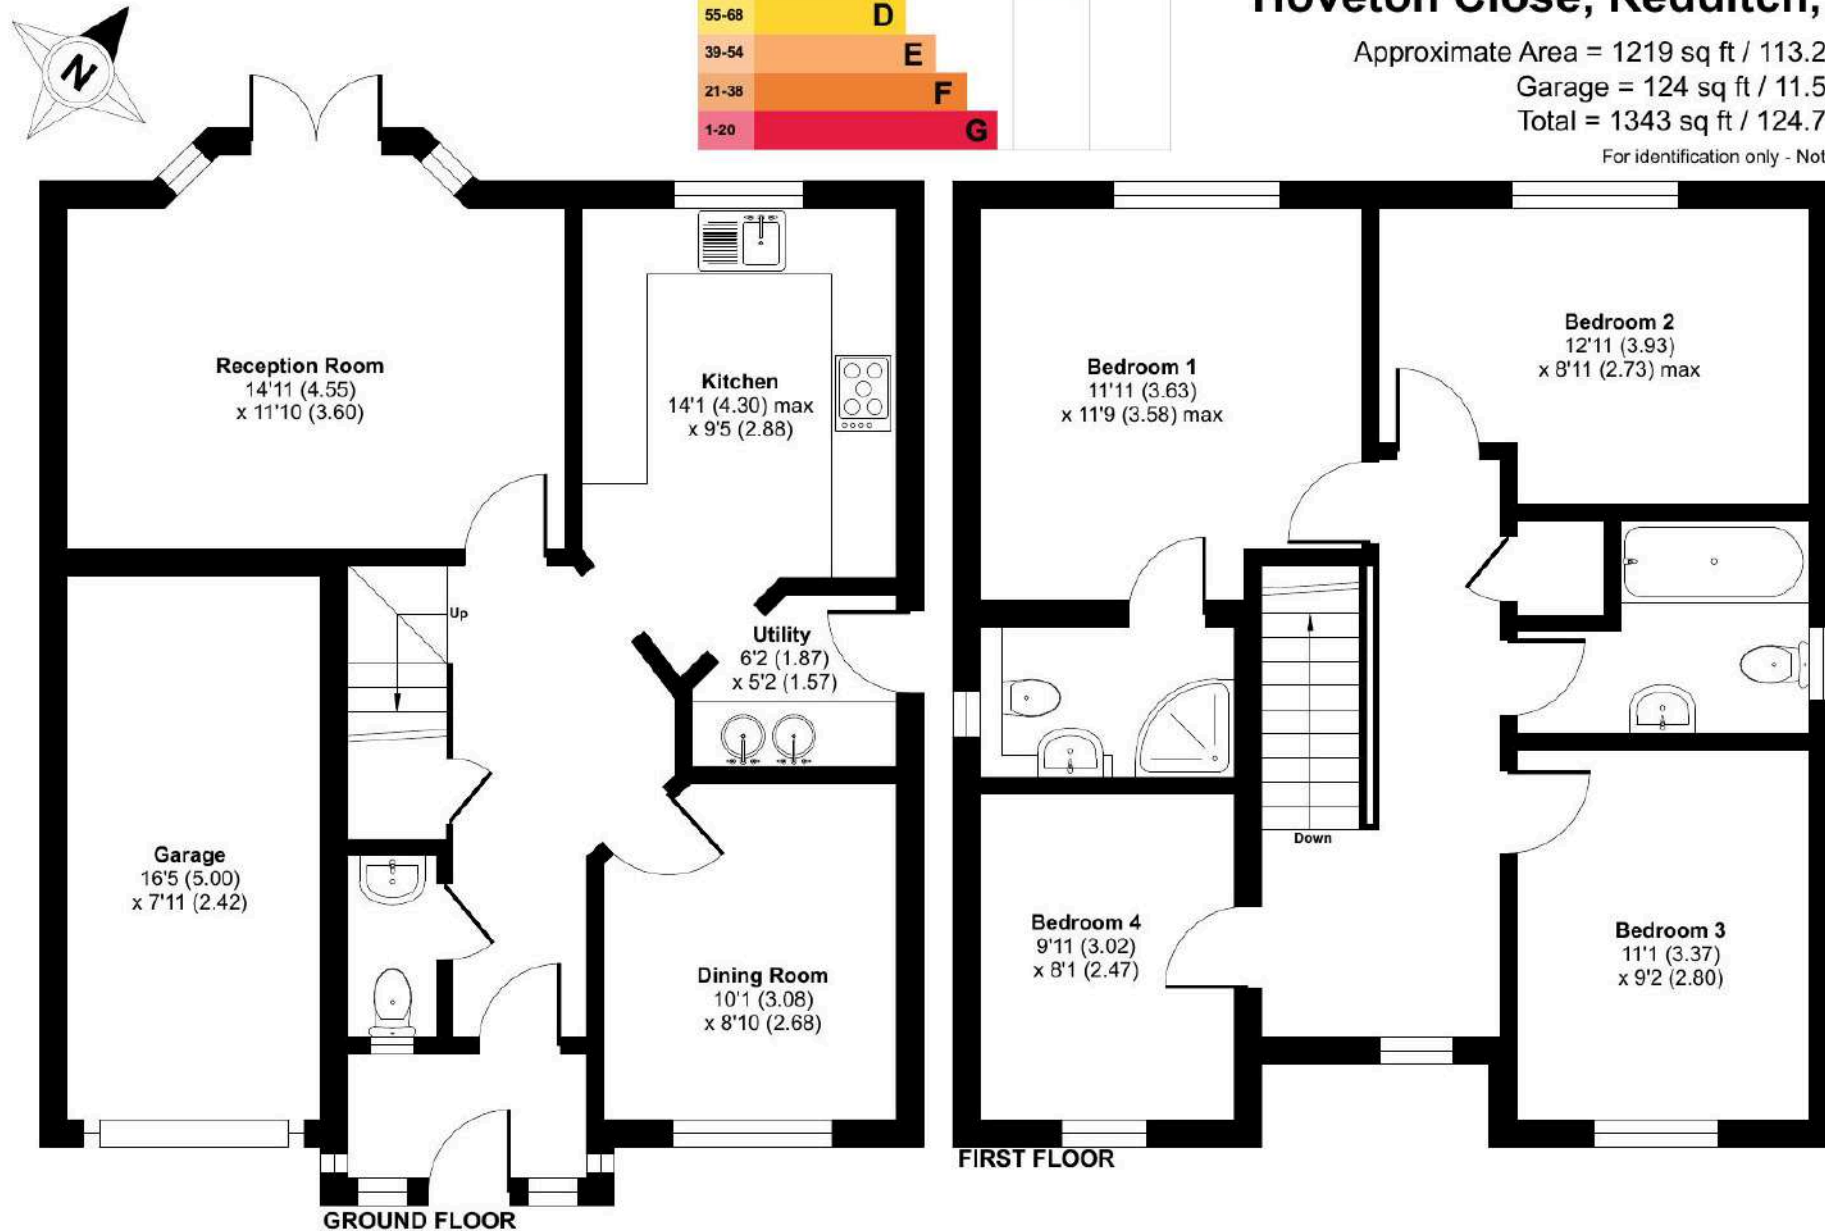 N
55-68 D
39-54 E
21-38 F
1-20 G
Close, Redditch,
Approximate Area = 1219 sq ft / 113.2
Garage = 124 sq ft / 11.5
Total = 1343 sq ft / 124.7
For identification only - Not
Reception Room
14'11 (4.55)
x 11'10 (3.60)
Kitchen
14'1 (4.30) max
x 9'5 (2.88)
Utility
6'2 (1.87)
x 5'2 (1.57)
Up
Garage
16'5 (5.00)
x 7'11 (2.42)
Dining Room
10'1 (3.08)
x 8'10 (2.68)
GROUND FLOOR
Bedroom 1
11'11 (3.63)
x 11'9 (3.58) max
Bedroom 2
12'11 (3.93)
x 8'11 (2.73) max
Down
Bedroom 4
9'11 (3.02)
x 8'1 (2.47)
Bedroom 3
11'1 (3.37)
x 9'2 (2.80)
FIRST FLOOR